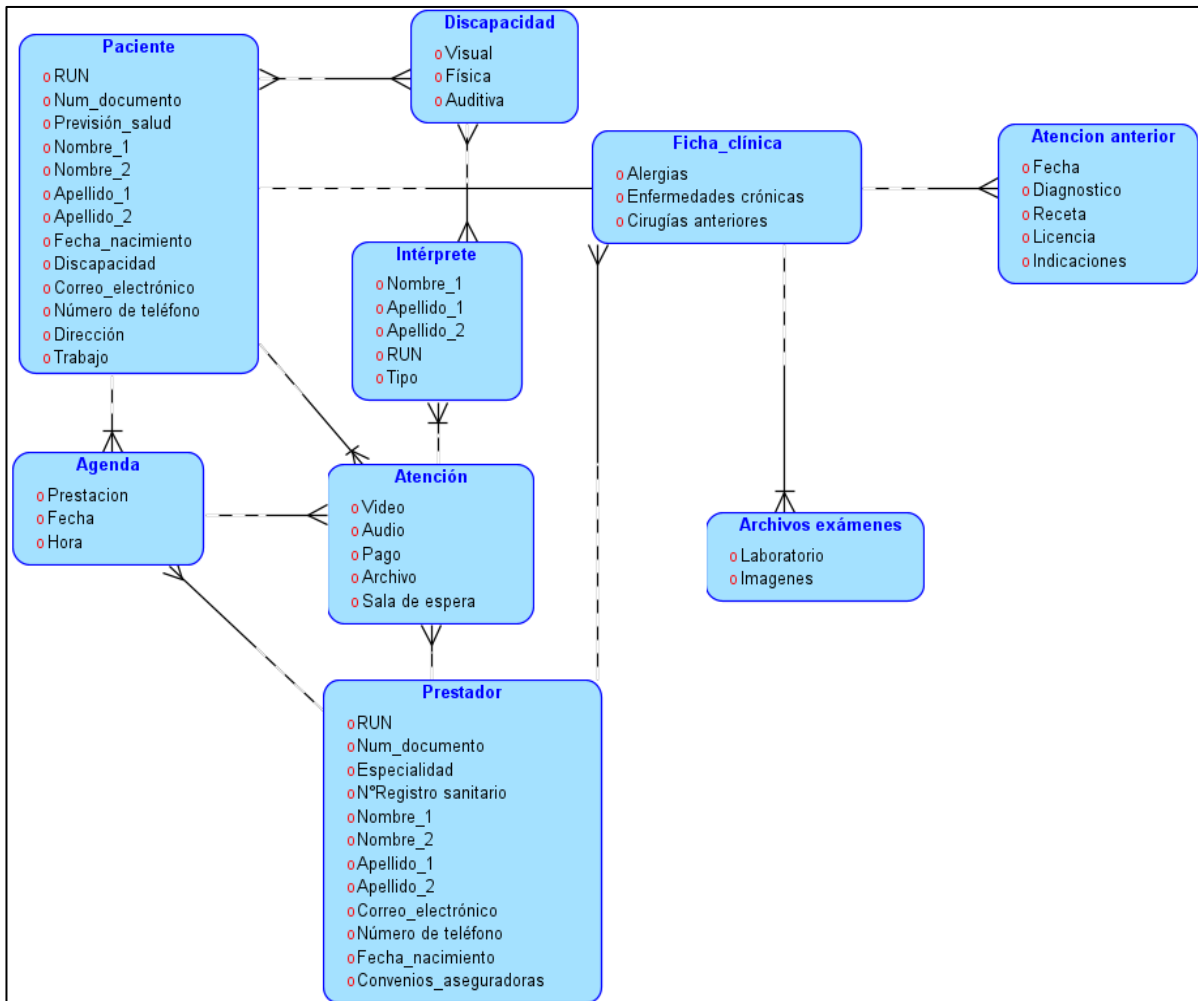 Paciente
o RUN
o Num_documento
o Previsión_salud
o Nombre_1
o Nombre_2
o Apellido_1
o Apellido_2
o Fecha_nacimiento
o Discapacidad
o Correo_electrónico
o Número de teléfono
o Dirección
o Trabajo
Discapacidad
o Visual
o Física
o Auditiva
Ficha_clínica
o Alergias
o Enfermedades crónicas
o Cirugías anteriores
Atencion anterior
o Fecha
o Diagnostico
o Receta
o Licencia
o Indicaciones
Intérprete
o Nombre_1
o Apellido_1
o Apellido_2
o RUN
o Tipo
Agenda
o Prestacion
o Fecha
o Hora
Atención
o Video
o Audio
o Pago
o Archivo
o Sala de espera
Archivos exámenes
o Laboratorio
o Imagenes
Prestador
o RUN
o Num_documento
o Especialidad
o N°Registro sanitario
o Nombre_1
o Nombre_2
o Apellido_1
o Apellido_2
o Correo_electrónico
o Número de teléfono
o Fecha_nacimiento
o Convenios_aseguradoras